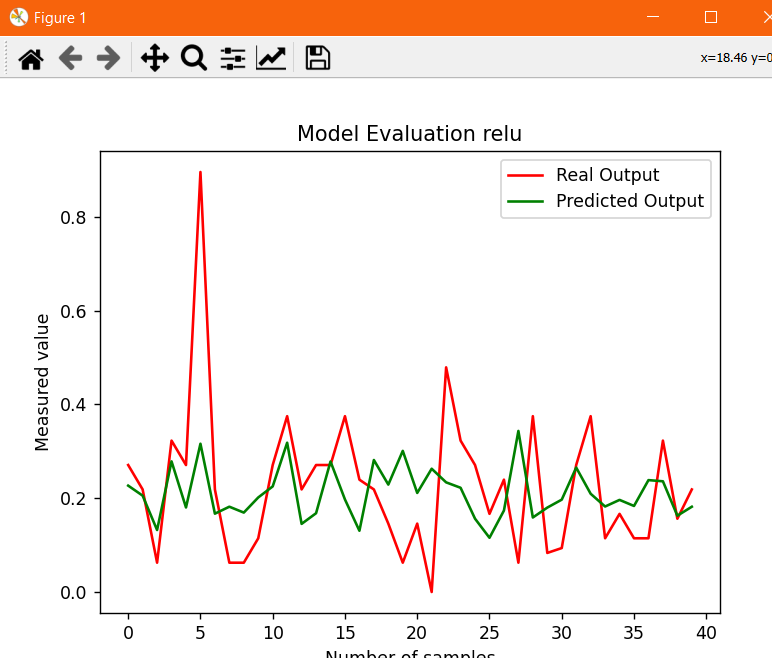 Figure 1
x=18.46 y=0
Model Evaluation relu
Real Output
Predicted Output
Measured value
0.8
0.6
0.4
0.2
0.0
0 5 10 15 20 25 30 35 40
Number of samples